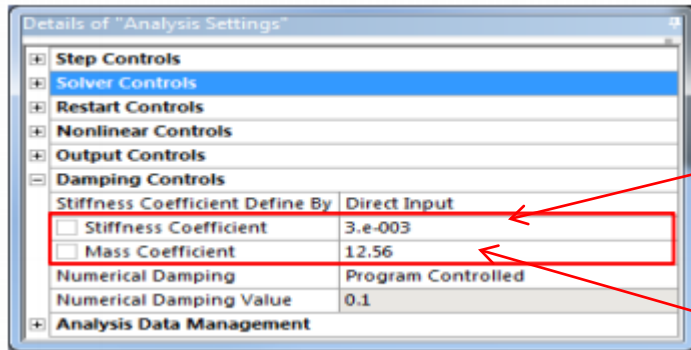 Details of "Analysis Settings"
Step Controls
Solver Controls
Restart Controls
Nonlinear Controls
Output Controls
Damping Controls
Stiffness Coefficient Define By Direct Input
Stiffness Coefficient 3.e-003
Mass Coefficient 12.56
Numerical Damping Program Controlled
Numerical Damping Value 0.1
Analysis Data Management